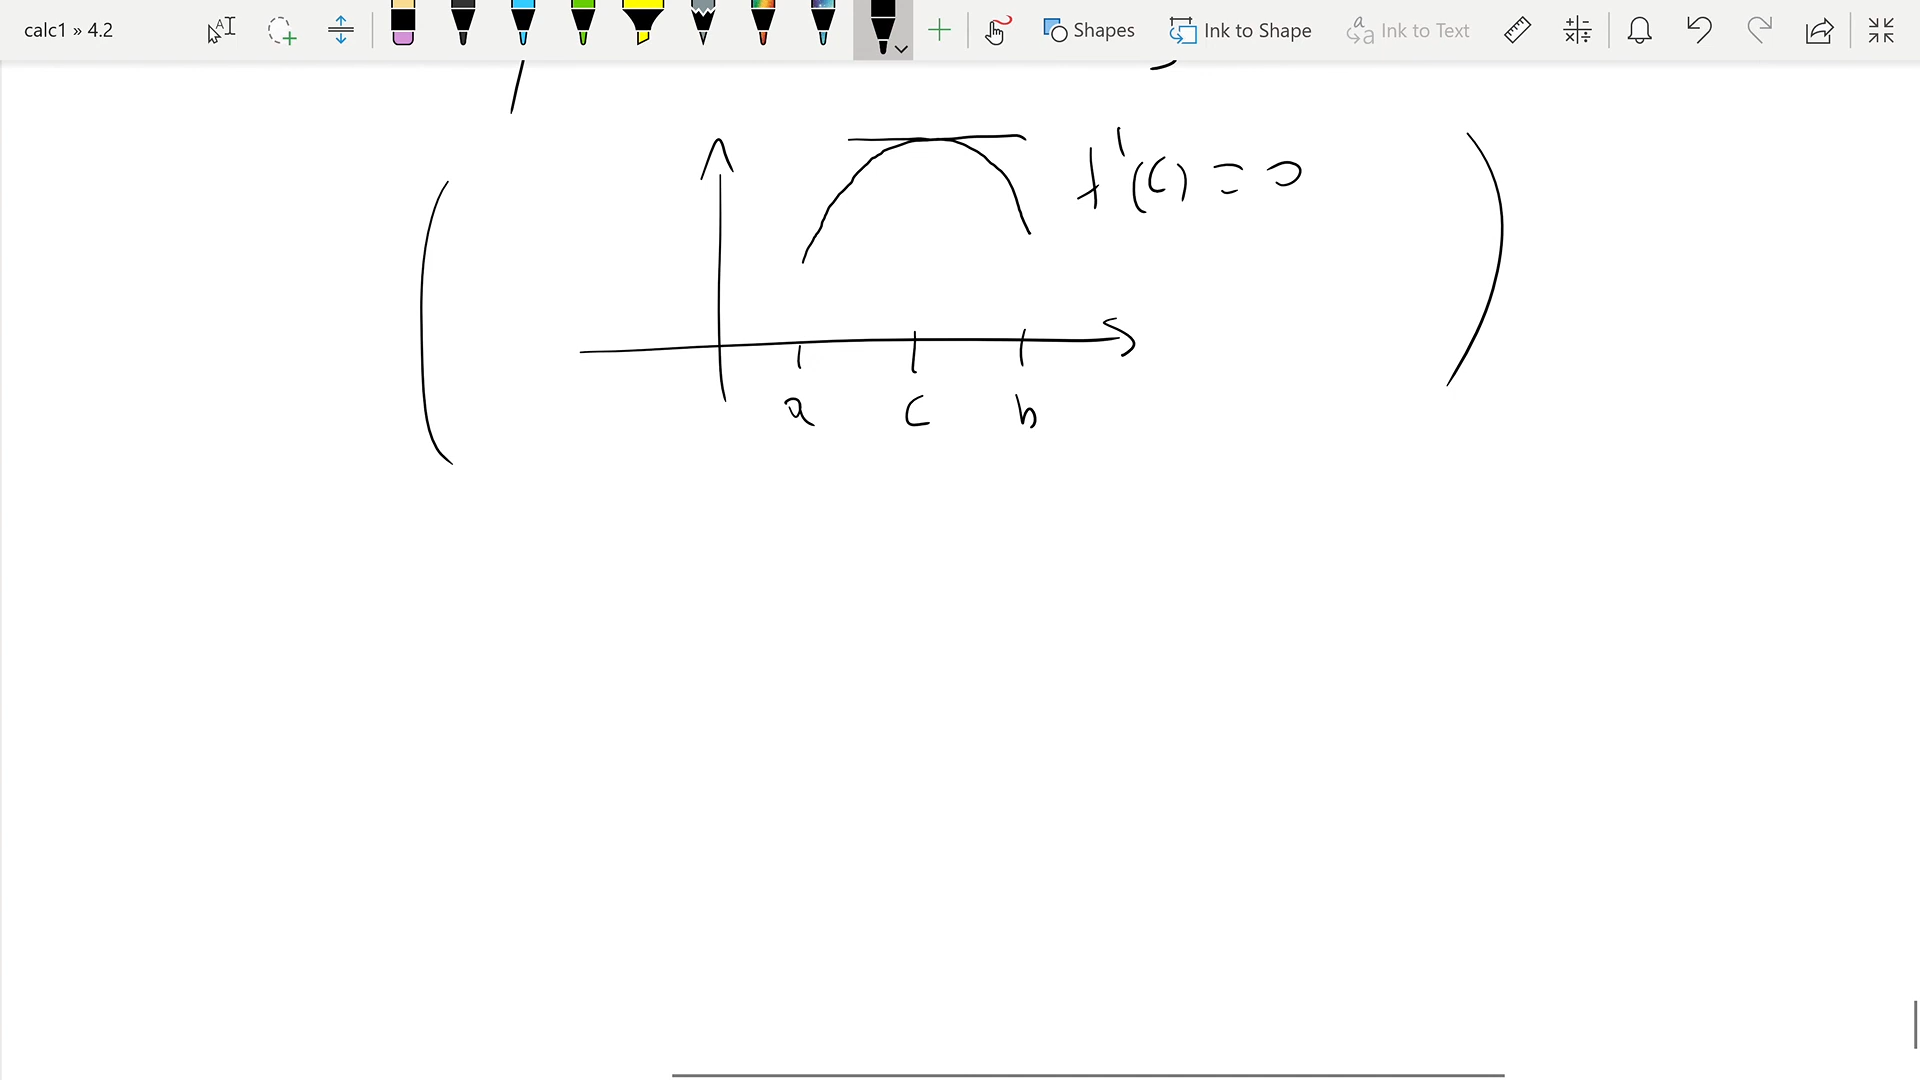 calc1 » 4.2 Shapes Ink to Shape Ink to Text
f'(c) = 0
a c b